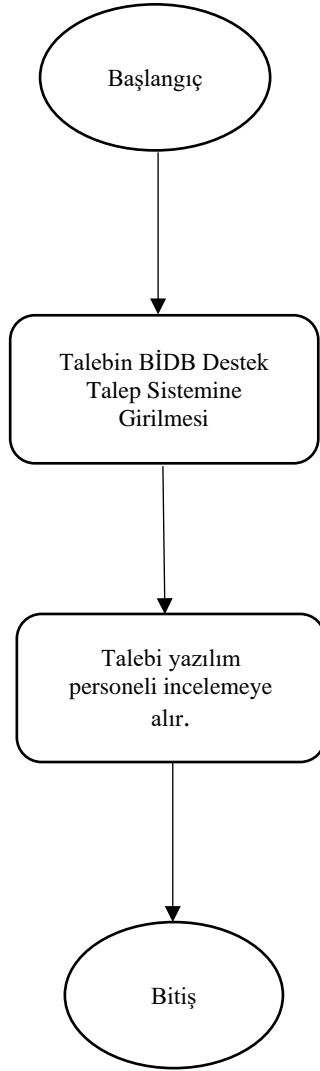 Başlangıç
Talebin BİDB Destek
Talep Sistemine
Girilmesi
Talebi yazılım
personeli incelemeye
alır.
Bitiş